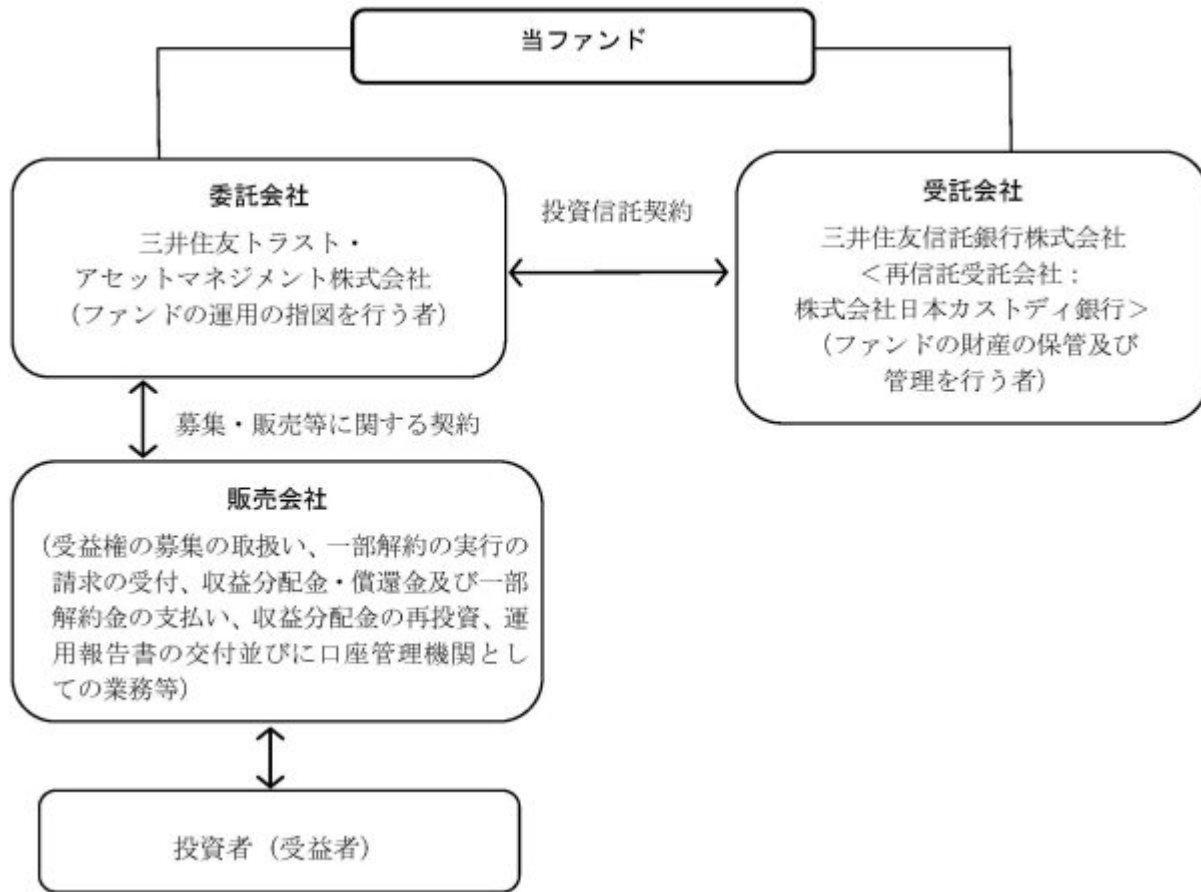 当ファンド
委託会社
三井住友トラスト・
アセットマネジメント株式会社
（ファンドの運用の指図を行う者）
投資信託契約
受託会社
三井住友信託銀行株式会社
＜再信託受託会社：
株式会社日本カストディ銀行＞
（ファンドの財産の保管及び
管理を行う者）
募集・販売等に関する契約
販売会社
（受益権の募集の取扱い、一部解約の実行の
請求の受付、収益分配金・償還金及び一部
解約金の支払い、収益分配金の再投資、運
用報告書の交付並びに口座管理機関とし
ての業務等）
投資者（受益者）